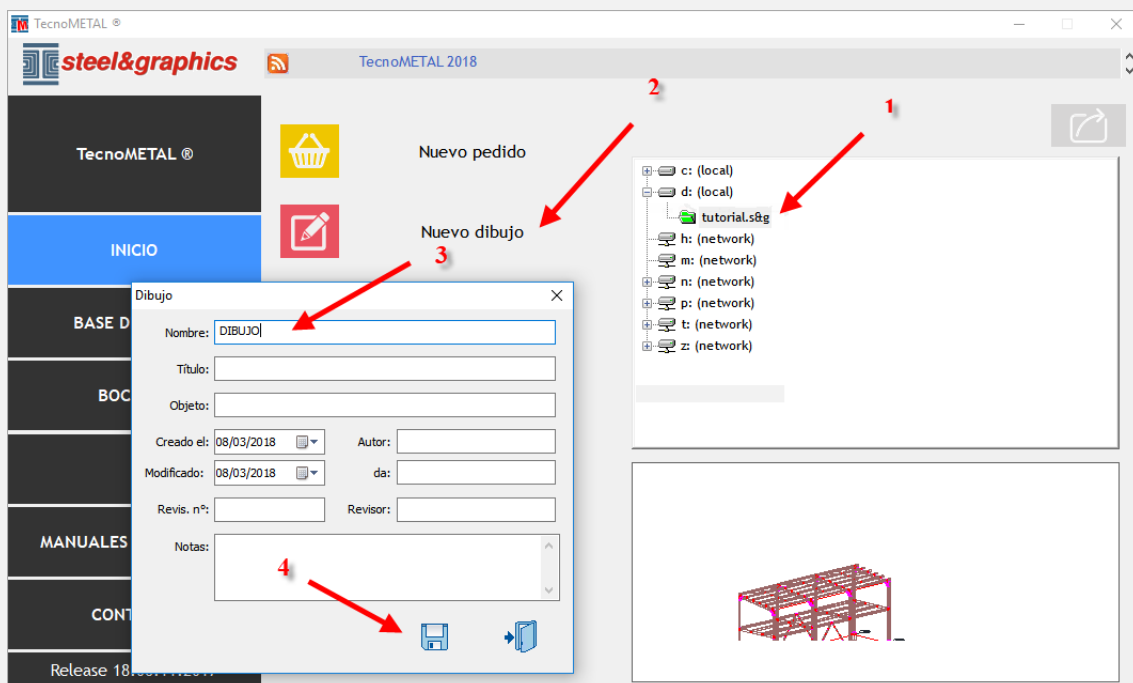 TecnoMETAL ®
steel&graphics
TecnoMETAL 2018
2
1
TecnoMETAL ®
Nuevo pedido
c: (local)
d: (local)
tutorial.s&g
Nuevo dibujo
h: (network)
INICIO
3
m: (network)
n: (network)
Dibujo
p: (network)
BASE D
Nombre: DIBUJO
t: (network)
z: (network)
Título:
BOC
Objeto:
Creado el: 08/03/2018 Autor:
Modificado: 08/03/2018 da:
Revis. nº: Revisor:
MANUALES
Notas:
4
CONT
Release 18